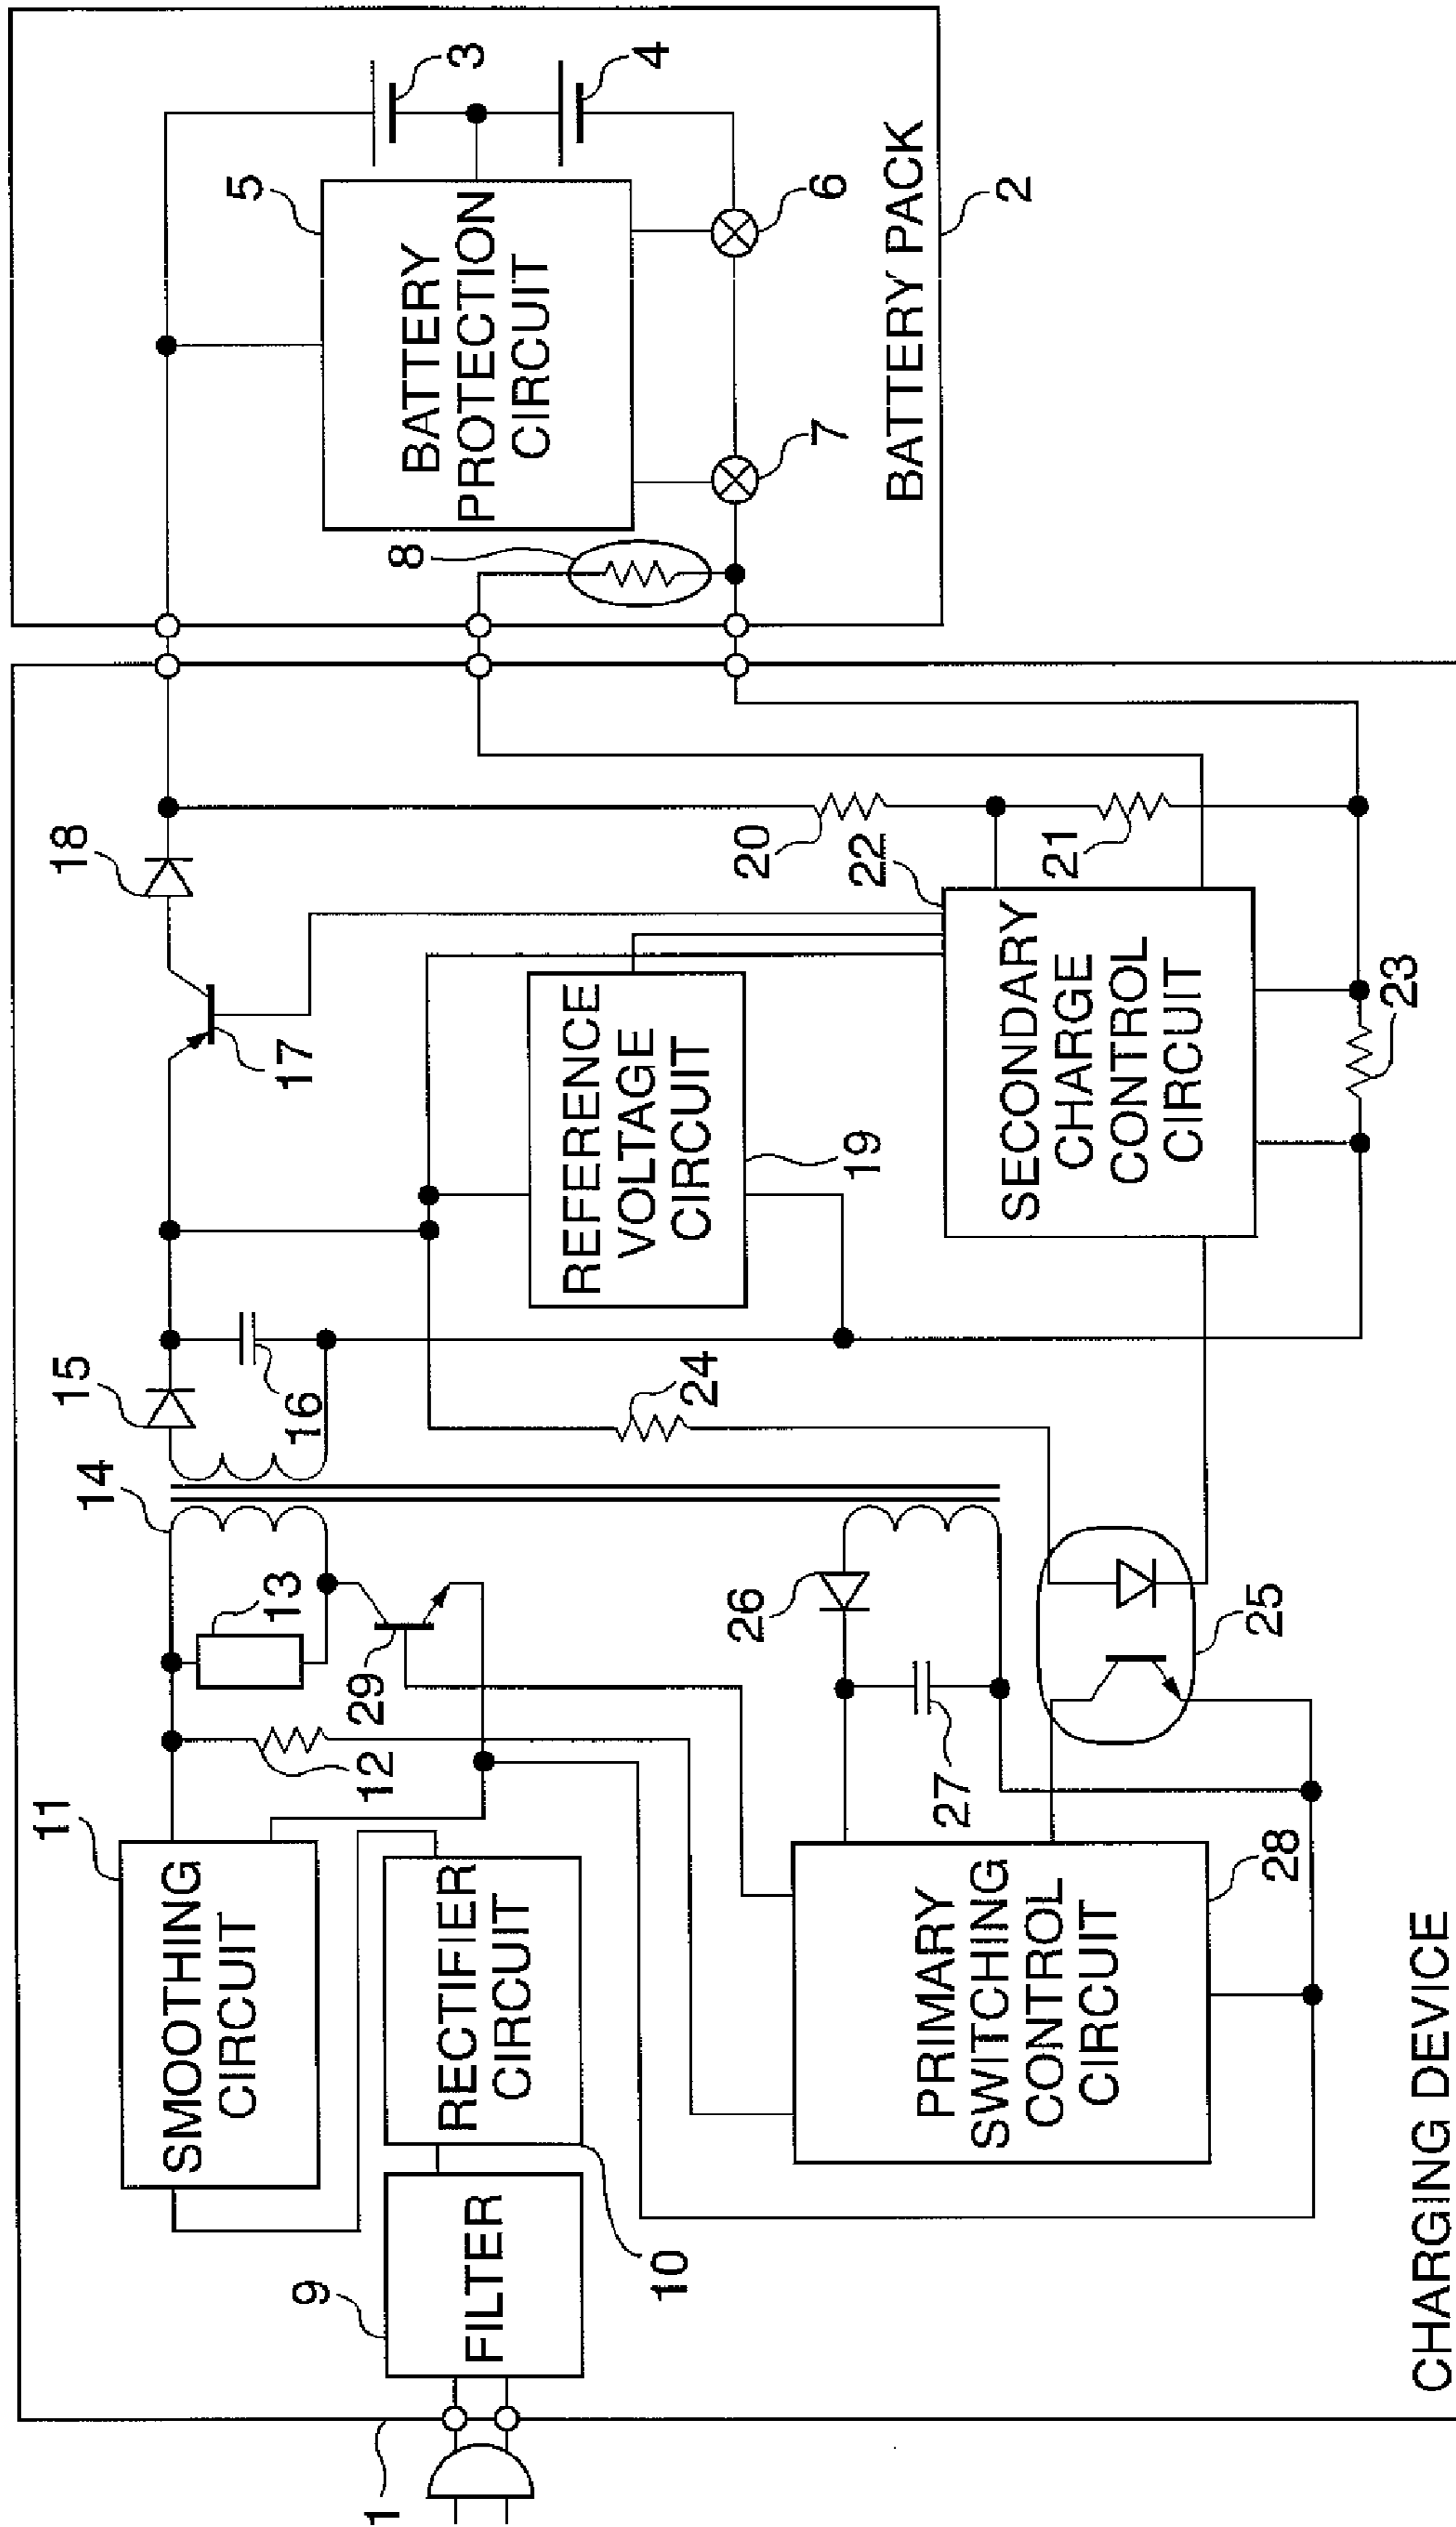 1
9
FILTER
10
RECTIFIER
CIRCUIT
11
SMOOTHING
CIRCUIT
12
13
29
14
15
16
17
18
REFERENCE
VOLTAGE
CIRCUIT
19
24
20
21
22
SECONDARY
CHARGE
CONTROL
CIRCUIT
23
25
26
27
PRIMARY
SWITCHING
CONTROL
CIRCUIT
28
CHARGING DEVICE
5
BATTERY
PROTECTION
CIRCUIT
3
4
6
7
8
BATTERY PACK
2